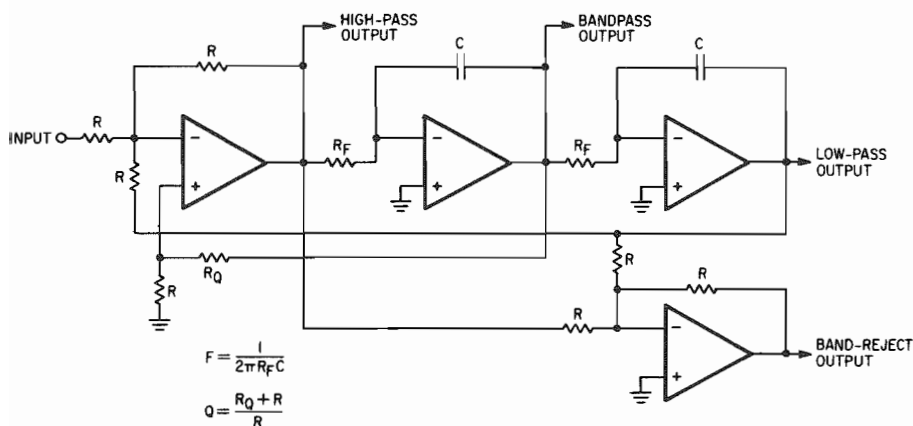 HIGH-PASS
OUTPUT
BANDPASS
OUTPUT
R
C
C
INPUT
R
−
+
R
R_F
−
+
R_F
−
+
LOW-PASS
OUTPUT
R
R_Q
R
R
R
R
−
+
BAND-REJECT
OUTPUT
F = 1 / 2πR_FC
Q = R_Q + R / R